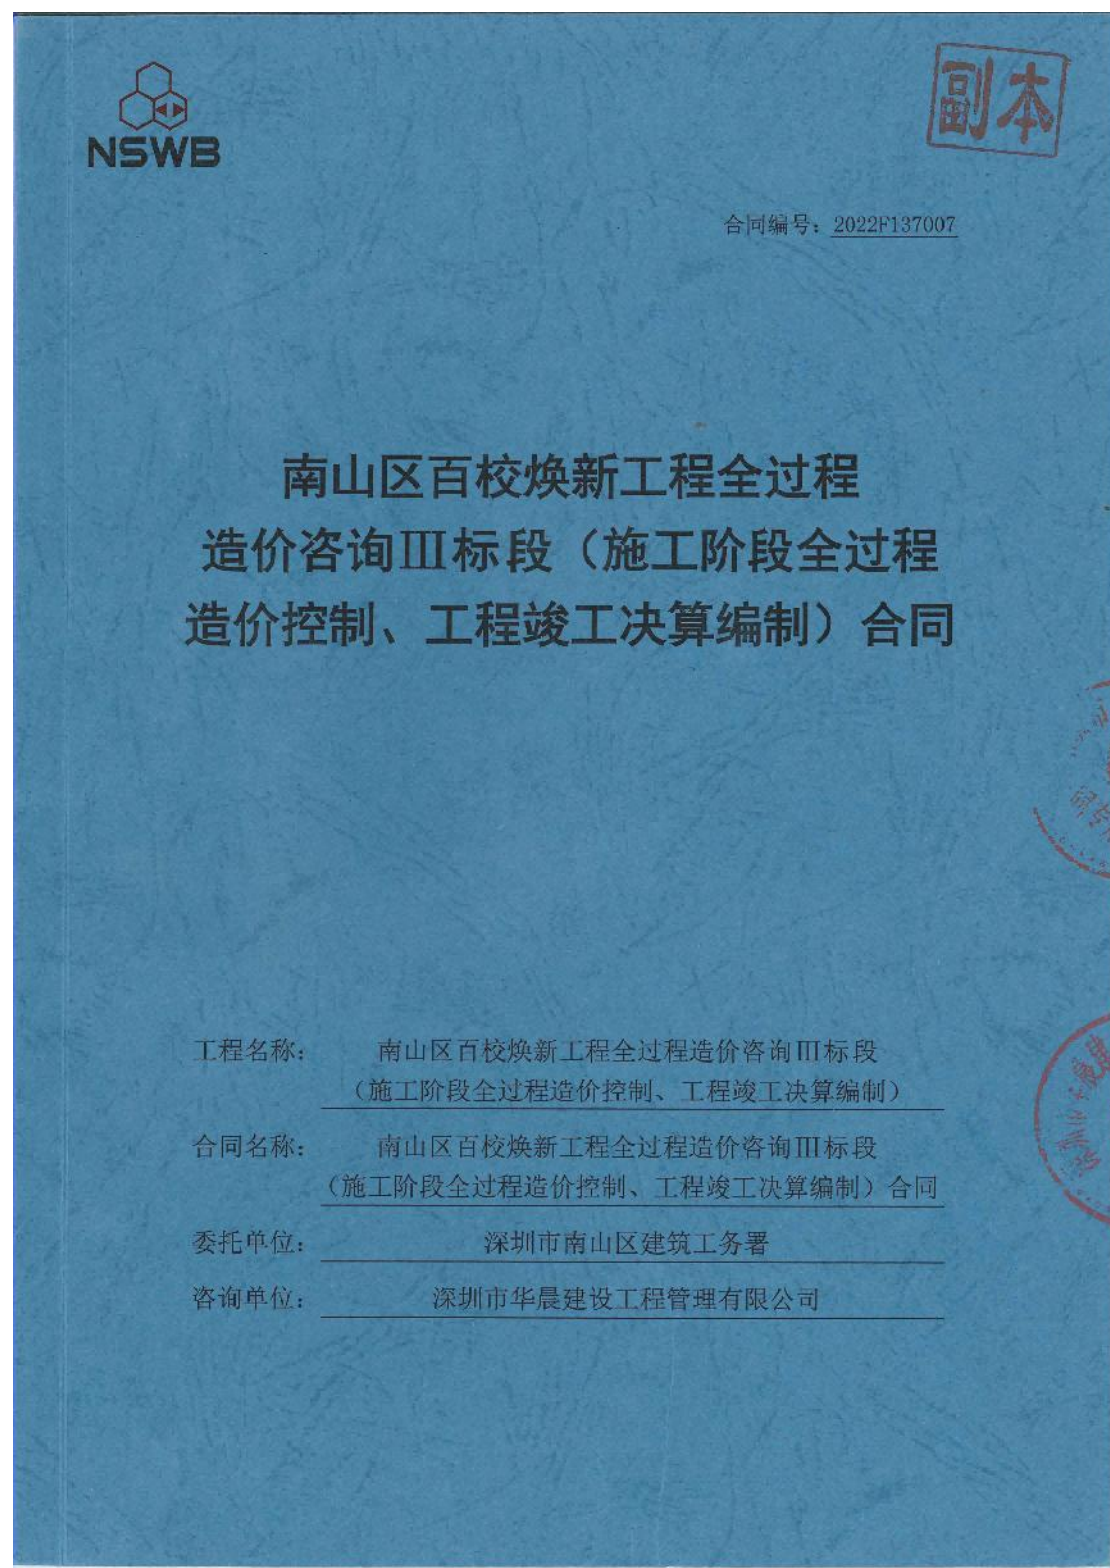 NSWB
副本
合同编号：2022F137007
南山区百校焕新工程全过程
造价咨询III标段（施工阶段全过程
造价控制、工程竣工决算编制）合同
工程名称：南山区百校焕新工程全过程造价咨询III标段
（施工阶段全过程造价控制、工程竣工决算编制）
合同名称：南山区百校焕新工程全过程造价咨询III标段
（施工阶段全过程造价控制、工程竣工决算编制）合同
委托单位：深圳市南山区建筑工务署
咨询单位：深圳市华晨建设工程管理有限公司